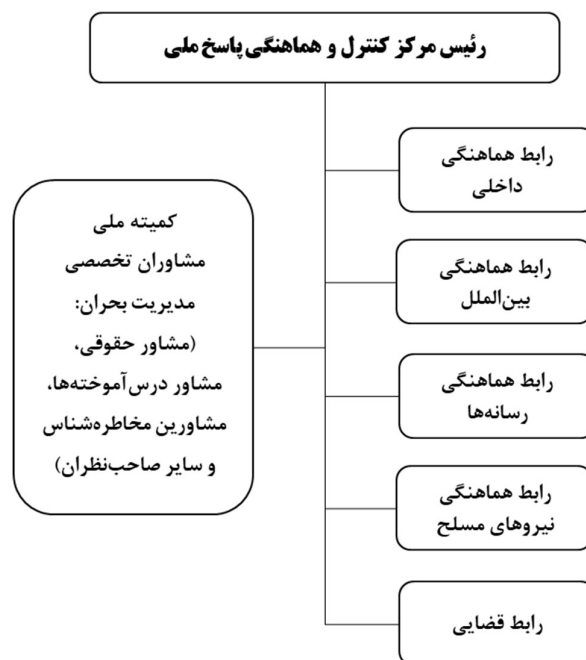 رئیس مرکز کنترل و هماهنگی پاسخ ملی
رابط هماهنگی
داخلی
رابط هماهنگی
بین‌الملل
رابط هماهنگی
رسانه‌ها
رابط هماهنگی
نیروهای مسلح
رابط قضایی
کمیته ملی
مشاوران تخصصی
مدیریت بحران:
(مشاور حقوقی،
مشاور درس‌آموخته‌ها،
مشاورین مخاطره‌شناس
و سایر صاحب‌نظران)